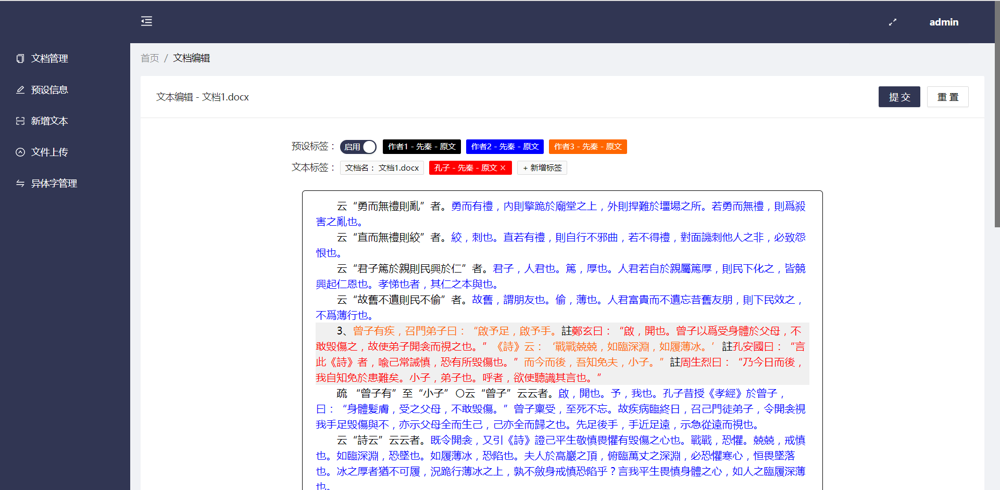 admin
文档管理
预设信息
新增文本
文件上传
异体字管理
首页 / 文档编辑
文本编辑 - 文档1.docx
提 交
重 置
预设标签：
启用
作者1 - 先秦 - 原文
作者2 - 先秦 - 原文
作者3 - 先秦 - 原文
文本标签：
文档名： 文档1.docx
孔子 - 先秦 - 原文 ×
+ 新增标签
云“勇而無禮則亂”者。勇而有禮，內則擎跪於廟堂之上，外則捍難於壃場之所。若勇而無禮，則爲殺
害之亂也。
云“直而無禮則絞”者。絞，刺也。直若有禮，則自行不邪曲，若不得禮，對面譏刺他人之非，必致怨
恨也。
云“君子篤於親則民興於仁”者。君子，人君也。篤，厚也。人君若自於親屬篤厚，則民下化之，皆競
興起仁恩也。孝悌也者，其仁之本與也。
云“故舊不遺則民不偷”者。故舊，謂朋友也。偷，薄也。人君富貴而不遺忘昔舊友朋，則下民效之，
不爲薄行也。
3、曾子有疾，召門弟子曰：“啟予足，啟予手。註鄭玄曰：“啟，開也。曾子以爲受身體於父母，不
敢毀傷之，故使弟子開衾而視之也。”《詩》云：‘戰戰兢兢，如臨深淵，如履薄冰。’註孔安國曰：“言
此《詩》者，喻己常誡慎，恐有所毀傷也。”而今而後，吾知免夫，小子。”註周生烈曰：“乃今日而後，
我自知免於患難矣。小子，弟子也。呼者，欲使聽識其言也。”
疏 “曾子有”至“小子”〇云“曾子”云云者。啟，開也。予，我也。孔子昔授《孝經》於曾子，
曰：“身體髮膚，受之父母，不敢毀傷。”曾子稟受，至死不忘。故疾病臨終日，召己門徒弟子，令開衾視
我手足毀傷與不，亦示父母全而生己，己亦全而歸之也。先足後手，手近足遠，示急從遠而視也。
云“詩云”云云者。既令開衾，又引《詩》證己平生敬慎畏懼有毀傷之心也。戰戰，恐懼。兢兢，戒慎
也。如臨深淵，恐墜也。如履薄冰，恐陷也。夫人於高巖之頂，俯臨萬丈之深淵，必恐懼寒心，恒畏墜落
也。冰之厚者猶不可履，況跪行薄冰之上，孰不斂身戒慎恐陷乎？言我平生畏慎身體之心，如人之臨履深薄
也。